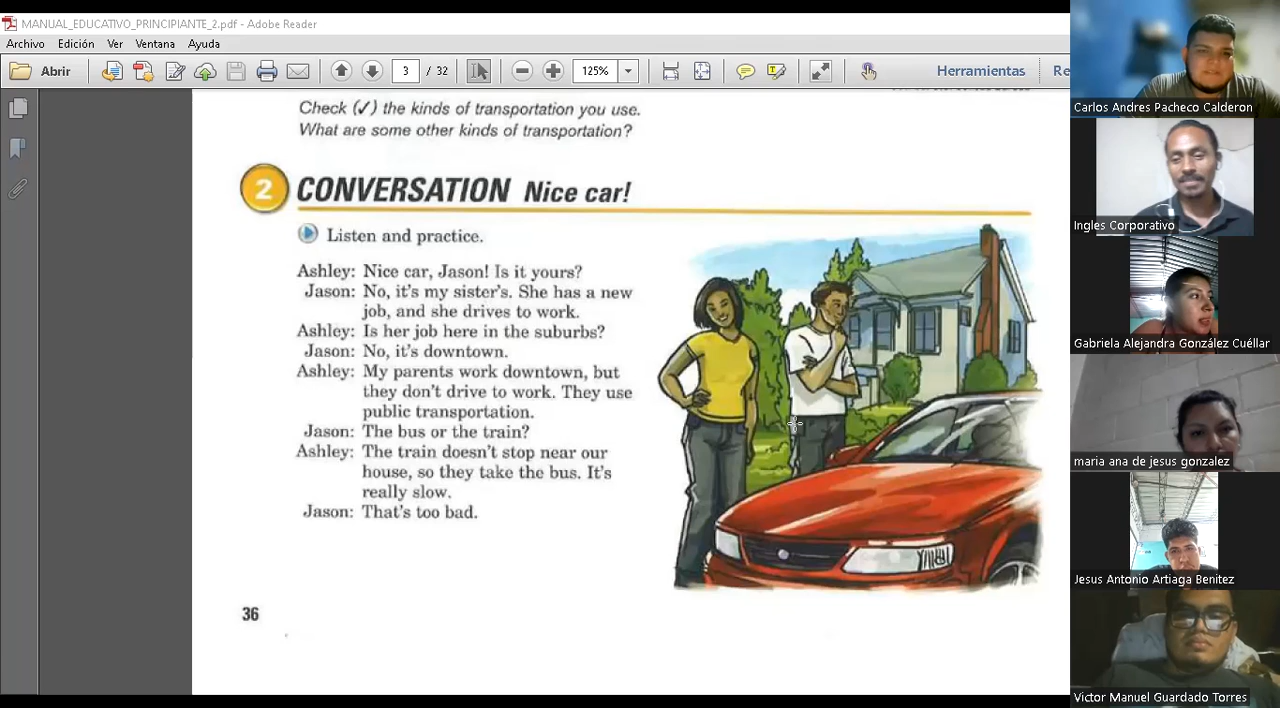 MANUAL_EDUCATIVO_PRINCIPIANTE_2.pdf - Adobe Reader
Archivo Edición Ver Ventana Ayuda
Abrir 3 / 32 125% Herramientas Re
Check (✓) the kinds of transportation you use.
What are some other kinds of transportation?
2 CONVERSATION Nice car!
Listen and practice.
Ashley: Nice car, Jason! Is it yours?
Jason: No, it's my sister's. She has a new
job, and she drives to work.
Ashley: Is her job here in the suburbs?
Jason: No, it's downtown.
Ashley: My parents work downtown, but
they don't drive to work. They use
public transportation.
Jason: The bus or the train?
Ashley: The train doesn't stop near our
house, so they take the bus. It's
really slow.
Jason: That's too bad.
36
Carlos Andres Pacheco Calderon
Ingles Corporativo
Gabriela Alejandra González Cuéllar
maria ana de jesus gonzalez
Jesus Antonio Artiaga Benitez
Victor Manuel Guardado Torres